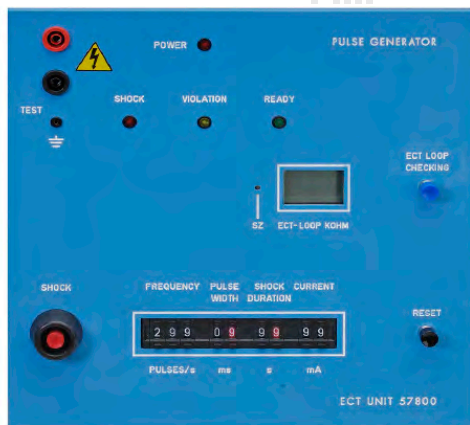 POWER
PULSE GENERATOR
TEST
SHOCK
VIOLATION
READY
ECT LOOP
CHECKING
SZ
ECT-LOOP KOHM
SHOCK
FREQUENCY
PULSE
WIDTH
SHOCK
DURATION
CURRENT
299
09
99
99
PULSES/s
ms
s
mA
RESET
ECT UNIT 57800